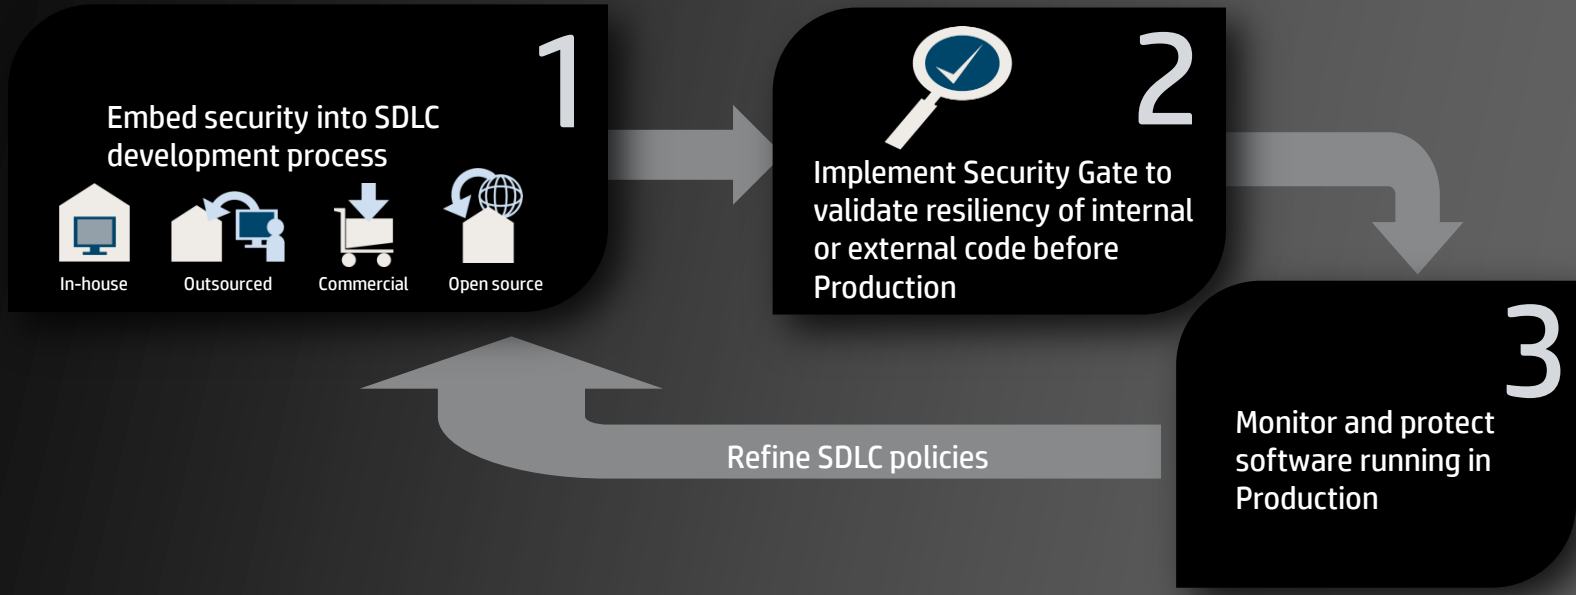 1
Embed security into SDLC
development process
In-house
Outsourced
Commercial
Open source
2
Implement Security Gate to
validate resiliency of internal
or external code before
Production
3
Monitor and protect
software running in
Production
Refine SDLC policies